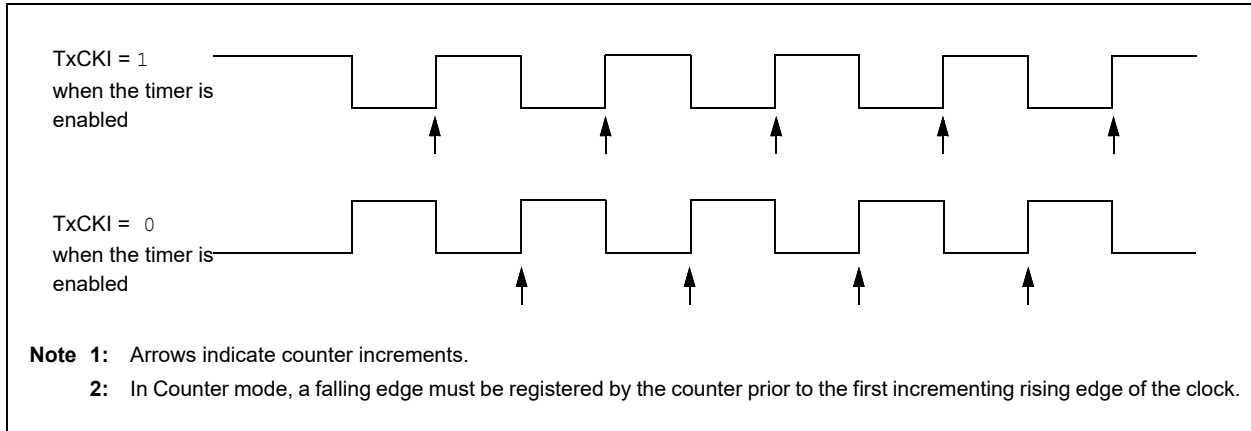 TxCKI = 1
when the timer is
enabled
TxCKI = 0
when the timer is
enabled
Note 1: Arrows indicate counter increments.
2: In Counter mode, a falling edge must be registered by the counter prior to the first incrementing rising edge of the clock.